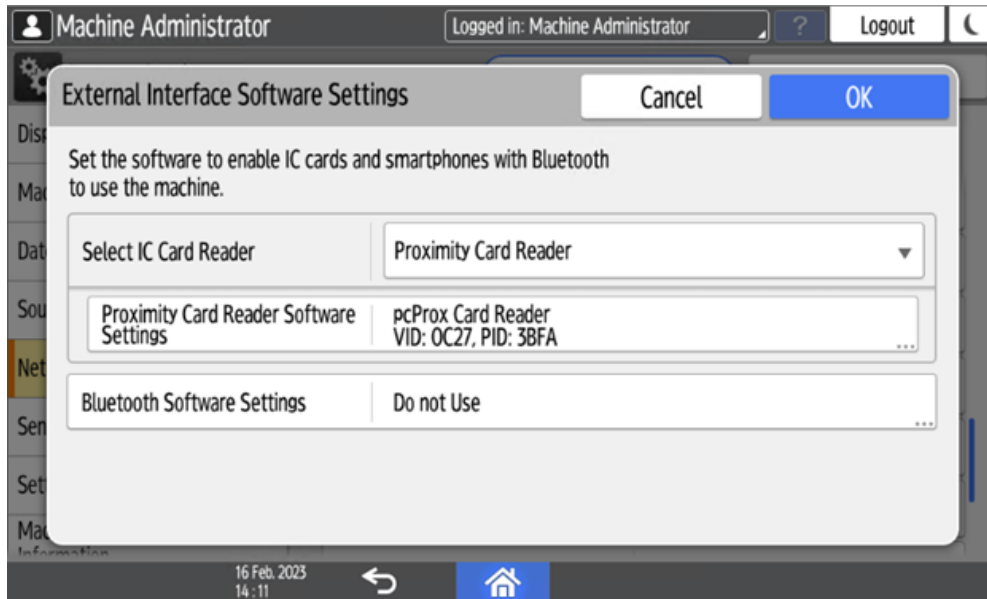 Machine Administrator
Logged in: Machine Administrator
?
Logout
External Interface Software Settings
Cancel
OK
Set the software to enable IC cards and smartphones with Bluetooth
to use the machine.
Select IC Card Reader
Proximity Card Reader
Proximity Card Reader Software
Settings
pcProx Card Reader
VID: 0C27, PID: 3BFA
...
Bluetooth Software Settings
Do not Use
...
Disp
Mac
Dat
Sou
Net
Sen
Set
Mac
Information
16 Feb. 2023
14 : 11